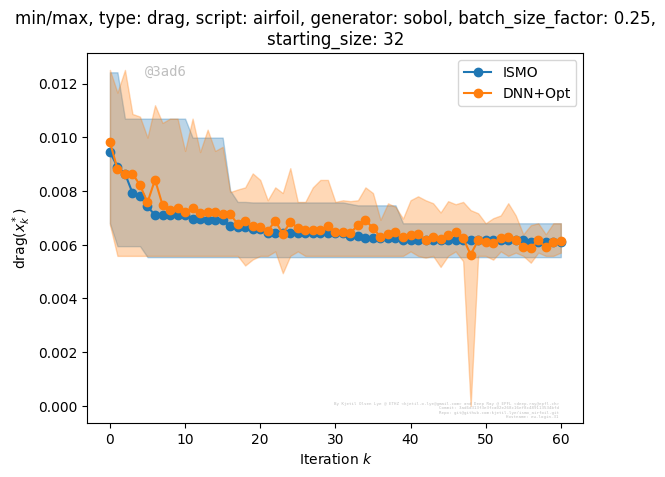 min/max, type: drag, script: airfoil, generator: sobol, batch_size_factor: 0.25,
starting_size: 32
@3ad6
ISMO
DNN+Opt
0.012
0.010
0.008
0.006
0.004
0.002
0.000
drag(x*k)
0
10
20
30
40
50
60
Iteration k